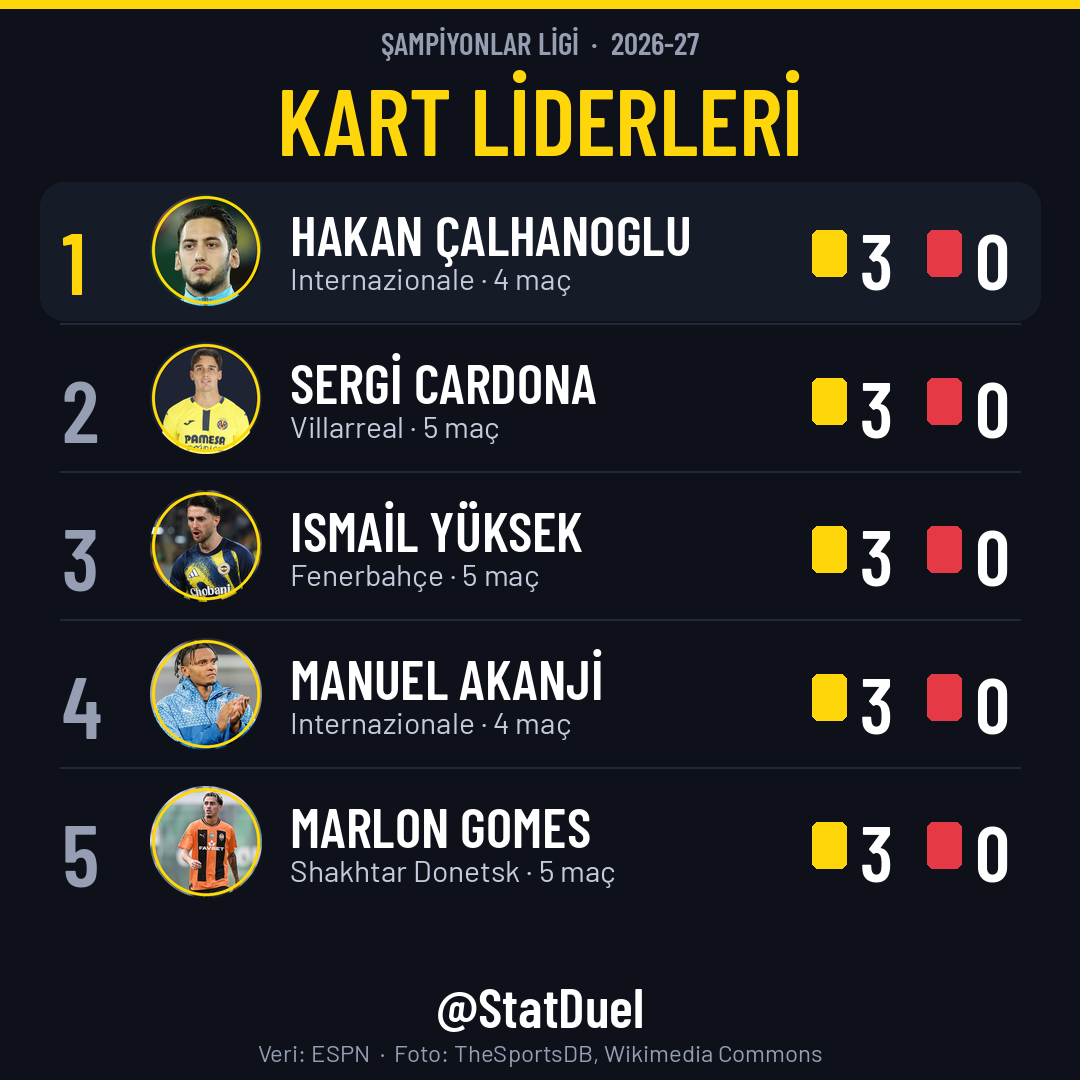 ŞAMPİYONLAR LİGİ · 2026-27
KART LİDERLERİ
1
HAKAN ÇALHANOGLU
Internazionale · 4 maç
3 0
2
SERGİ CARDONA
Villarreal · 5 maç
3 0
PAMESA
3
ISMAİL YÜKSEK
Fenerbahçe · 5 maç
3 0
Chobani
4
MANUEL AKANJİ
Internazionale · 4 maç
3 0
5
MARLON GOMES
Shakhtar Donetsk · 5 maç
3 0
FAVBET
@StatDuel
Veri: ESPN · Foto: TheSportsDB, Wikimedia Commons